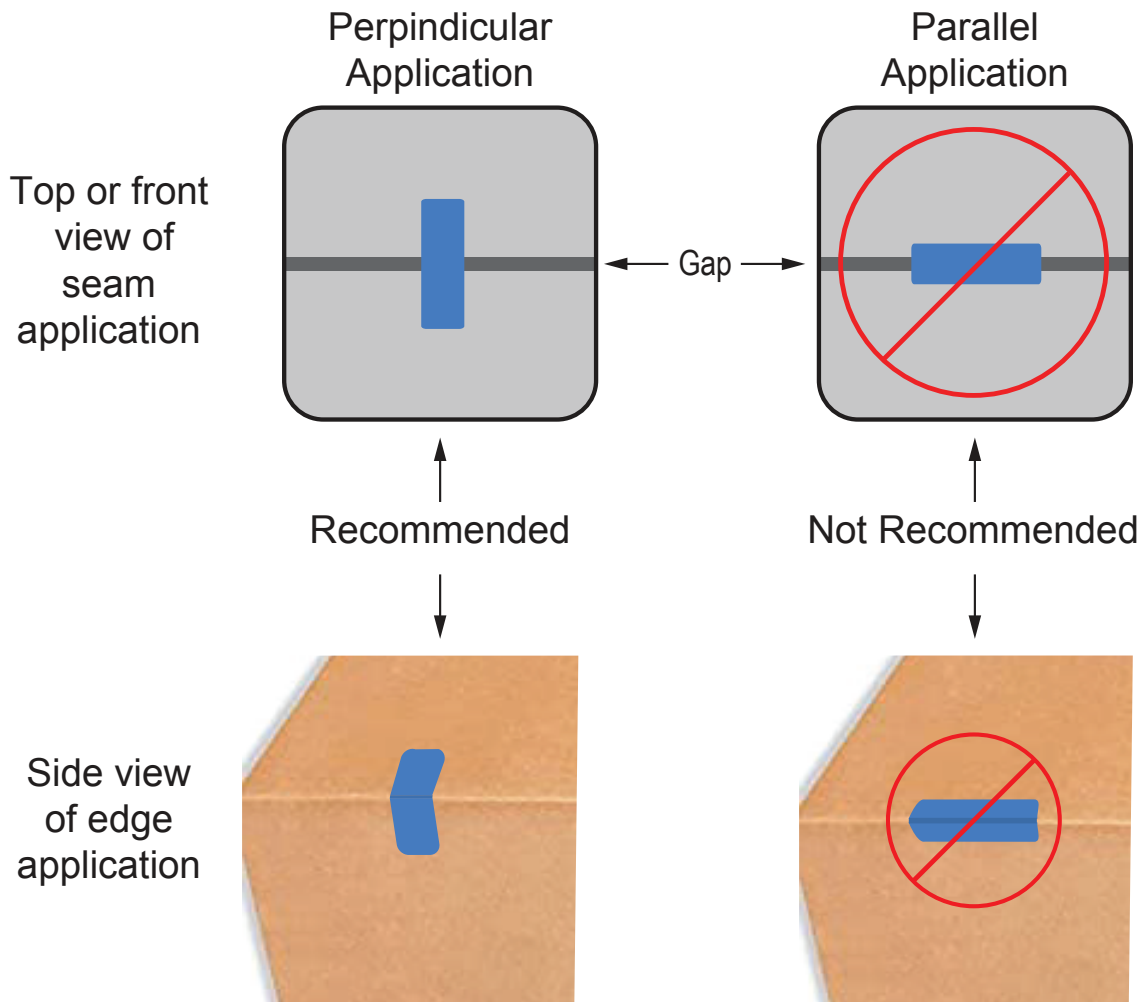 Perpindicular
Application
Parallel
Application
Top or front
view of
seam
application
Gap
Recommended
Not Recommended
Side view
of edge
application